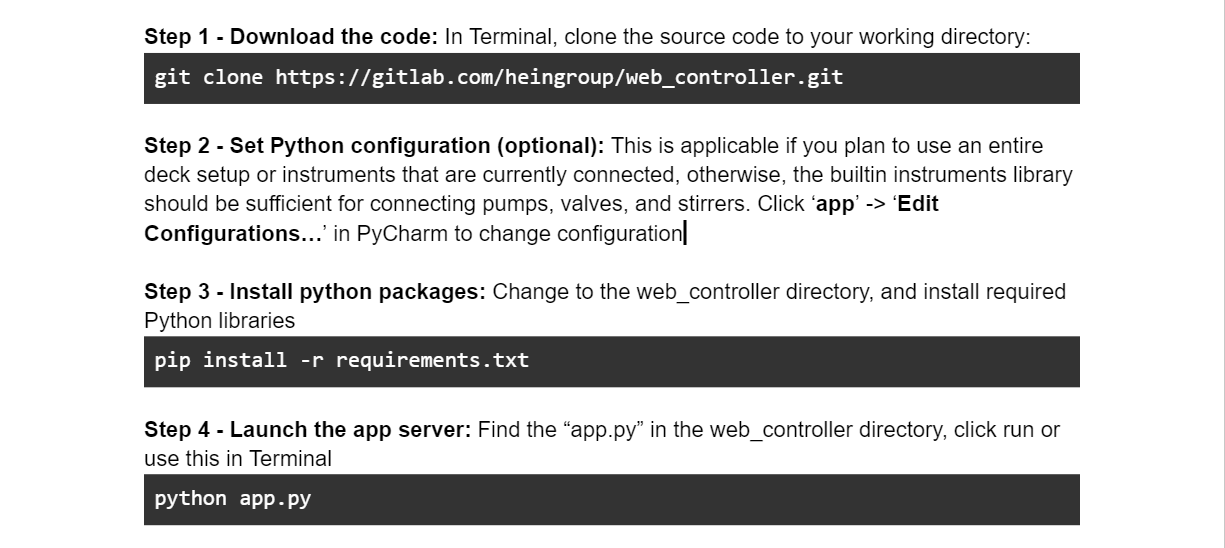 Step 1 - Download the code: In Terminal, clone the source code to your working directory:
git clone https://gitlab.com/heingroup/web_controller.git
Step 2 - Set Python configuration (optional): This is applicable if you plan to use an entire
deck setup or instruments that are currently connected, otherwise, the builtin instruments library
should be sufficient for connecting pumps, valves, and stirrers. Click ‘app’ -> ‘Edit
Configurations…’ in PyCharm to change configuration
Step 3 - Install python packages: Change to the web_controller directory, and install required
Python libraries
pip install -r requirements.txt
Step 4 - Launch the app server: Find the “app.py” in the web_controller directory, click run or
use this in Terminal
python app.py